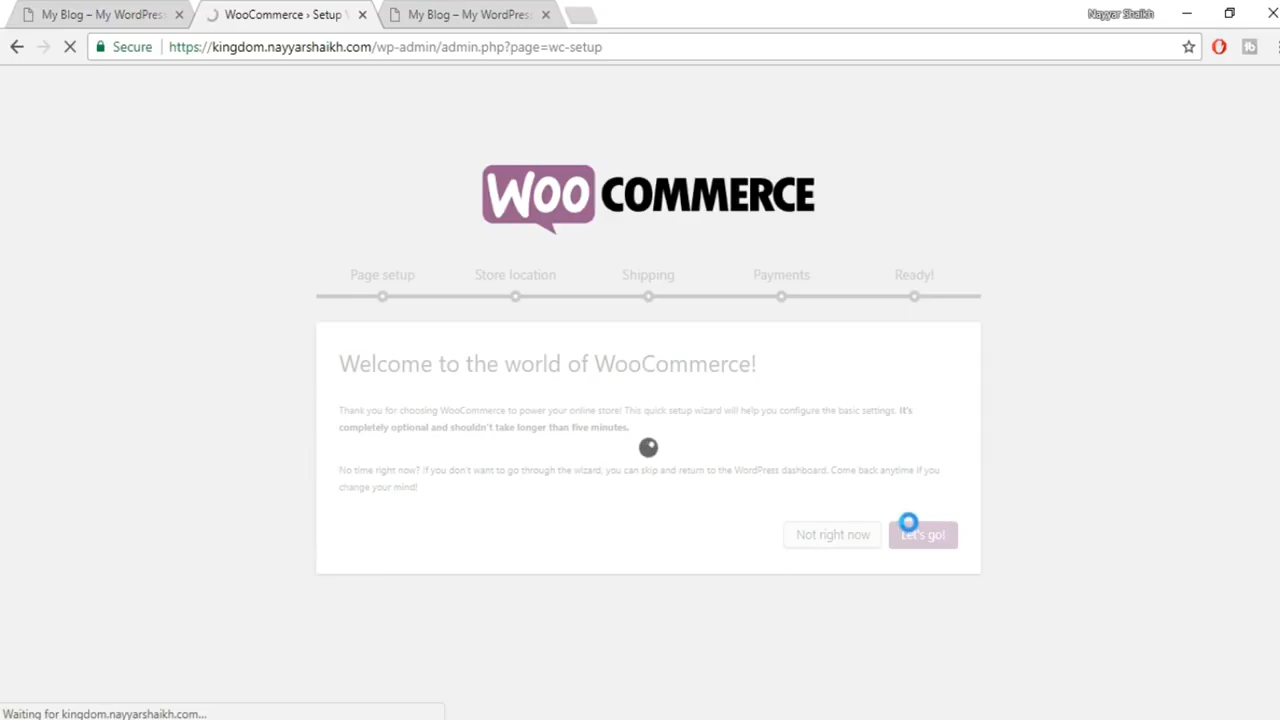 My Blog – My WordPress
WooCommerce › Setup
My Blog – My WordPress
Nayyar Shaikh
Secure
https://kingdom.nayyarshaikh.com/wp-admin/admin.php?page=wc-setup
WOO COMMERCE
Page setup
Store location
Shipping
Payments
Ready!
Welcome to the world of WooCommerce!
Thank you for choosing WooCommerce to power your online store! This quick setup wizard will help you configure the basic settings. It's
completely optional and shouldn't take longer than five minutes.
No time right now? If you don't want to go through the wizard, you can skip and return to the WordPress dashboard. Come back anytime if you
change your mind!
Not right now
Let's go!
Waiting for kingdom.nayyarshaikh.com...